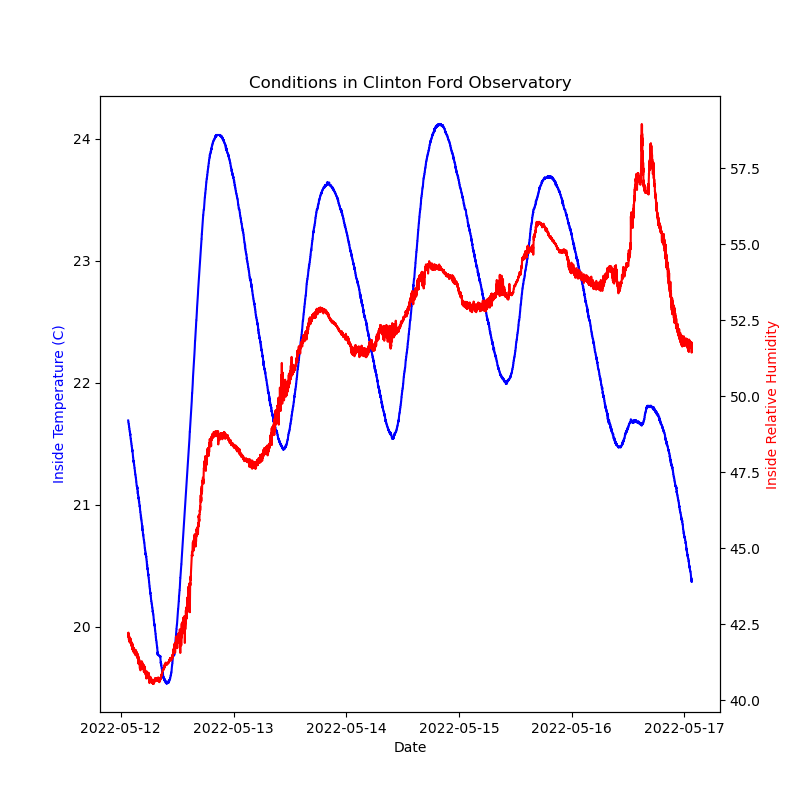 Conditions in Clinton Ford Observatory
24
23
22
21
20
Inside Temperature (C)
57.5
55.0
52.5
50.0
47.5
45.0
42.5
40.0
Inside Relative Humidity
2022-05-12 2022-05-13 2022-05-14 2022-05-15 2022-05-16 2022-05-17
Date